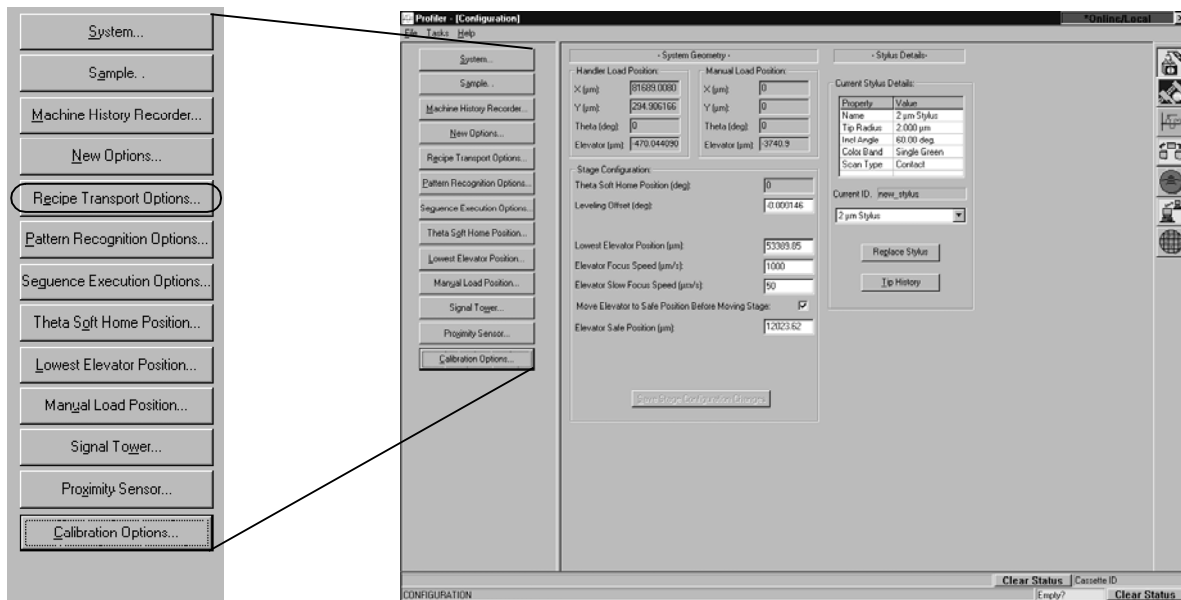 System...
Sample. .
Machine History Recorder...
New Options...
Recipe Transport Options...
Pattern Recognition Options...
Sequence Execution Options...
Theta Soft Home Position...
Lowest Elevator Position...
Manual Load Position...
Signal Tower...
Proximity Sensor...
Calibration Options...
Profiler - [Configuration]
*Online/Local
File Tasks Help
System...
Sample. .
Machine History Recorder...
New Options...
Recipe Transport Options...
Pattern Recognition Options...
Sequence Execution Options...
Theta Soft Home Position...
Lowest Elevator Position...
Manual Load Position...
Signal Tower...
Proximity Sensor...
Calibration Options...
- System Geometry -
Handler Load Position:
X (µm): 81689.0080
Y (µm): 294.906166
Theta (deg): 0
Elevator (µm): -470.044090
Manual Load Position:
X (µm): 0
Y (µm): 0
Theta (deg): 0
Elevator (µm): -3740.9
Stage Configuration:
Theta Soft Home Position (deg): 0
Leveling Offset (deg): -0.000146
Lowest Elevator Position (µm): 53389.85
Elevator Focus Speed (µm/s): 1000
Elevator Slow Focus Speed (µm/s): 50
Move Elevator to Safe Position Before Moving Stage:
Elevator Safe Position (µm): 12023.62
Save Stage Configuration Changes
- Stylus Details-
Current Stylus Details:
Property Value
Name 2 µm Stylus
Tip Radius 2.000 µm
Incl Angle 60.00 deg
Color Band Single Green
Scan Type Contact
Current ID. new_stylus
2 µm Stylus
Replace Stylus
Tip History
Clear Status Cassette ID
CONFIGURATION Empty? Clear Status